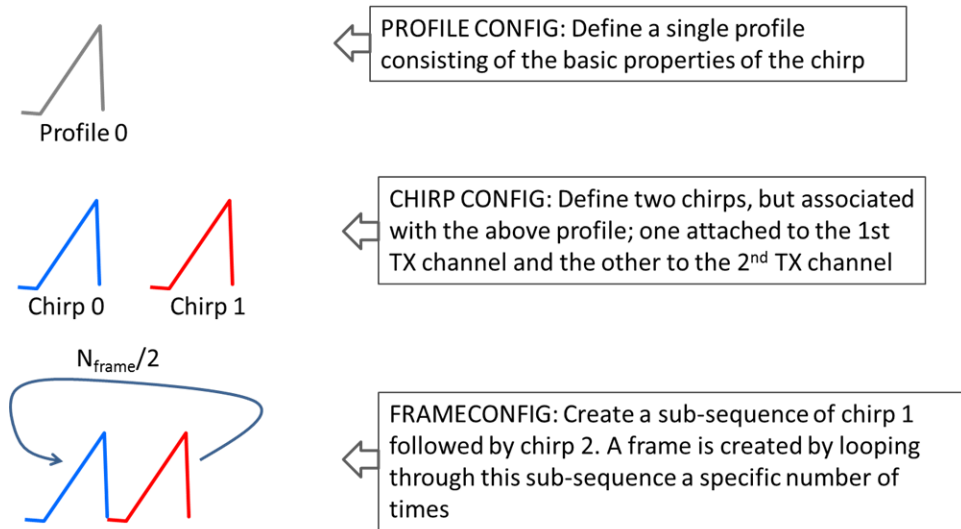 PROFILE CONFIG: Define a single profile
consisting of the basic properties of the chirp
Profile 0
CHIRP CONFIG: Define two chirps, but associated
with the above profile; one attached to the 1st
TX channel and the other to the 2nd TX channel
Chirp 0
Chirp 1
Nframe/2
FRAMECONFIG: Create a sub-sequence of chirp 1
followed by chirp 2. A frame is created by looping
through this sub-sequence a specific number of
times